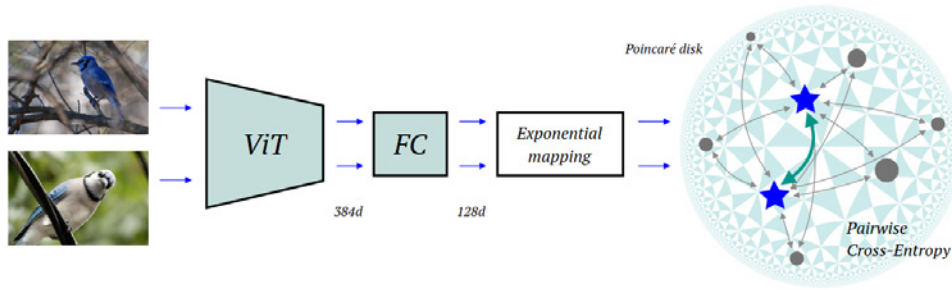 Poincaré disk
ViT
FC
Exponential
mapping
384d
128d
Pairwise
Cross-Entropy